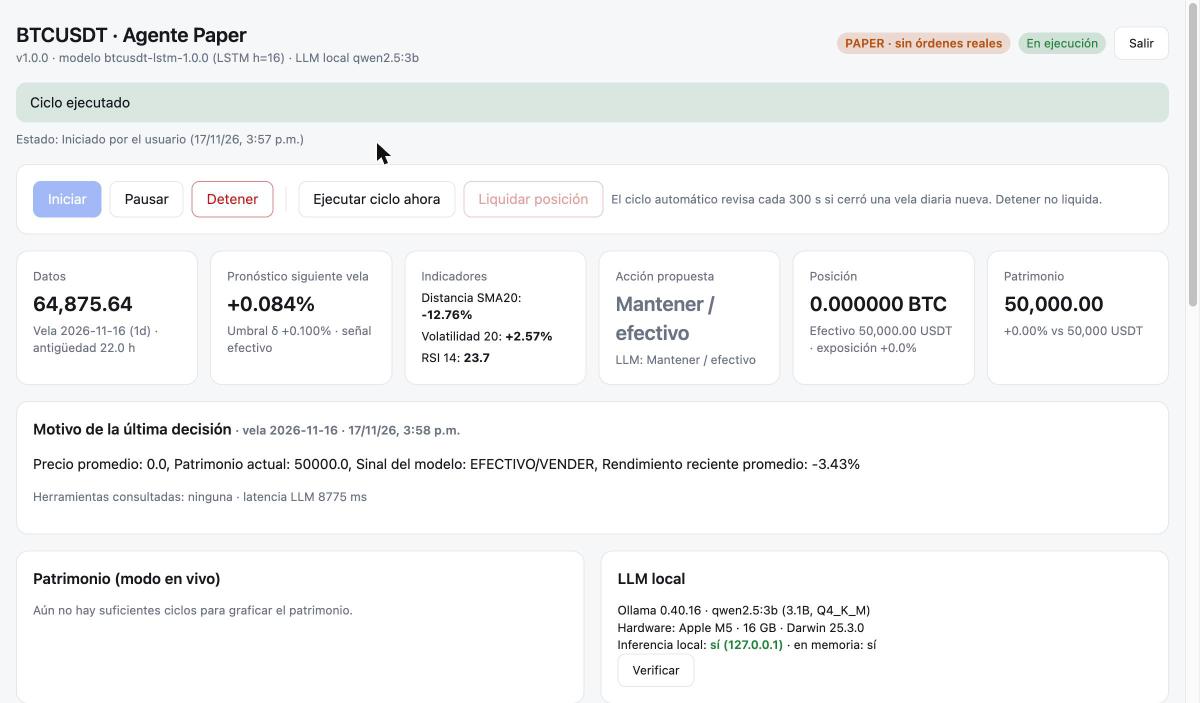 BTCUSDT · Agente Paper
v1.0.0 · modelo btcusdt-lstm-1.0.0 (LSTM h=16) · LLM local qwen2.5:3b
PAPER · sin órdenes reales
En ejecución
Salir
Ciclo ejecutado
Estado: Iniciado por el usuario (17/11/26, 3:57 p.m.)
Iniciar
Pausar
Detener
Ejecutar ciclo ahora
Liquidar posición
El ciclo automático revisa cada 300 s si cerró una vela diaria nueva. Detener no liquida.
Datos
64,875.64
Vela 2026-11-16 (1d) ·
antigüedad 22.0 h
Pronóstico siguiente vela
+0.084%
Umbral δ +0.100% · señal
efectivo
Indicadores
Distancia SMA20:
-12.76%
Volatilidad 20: +2.57%
RSI 14: 23.7
Acción propuesta
Mantener /
efectivo
LLM: Mantener / efectivo
Posición
0.000000 BTC
Efectivo 50,000.00 USDT
· exposición +0.0%
Patrimonio
50,000.00
+0.00% vs 50,000 USDT
Motivo de la última decisión · vela 2026-11-16 · 17/11/26, 3:58 p.m.
Precio promedio: 0.0, Patrimonio actual: 50000.0, Sinal del modelo: EFECTIVO/VENDER, Rendimiento reciente promedio: -3.43%
Herramientas consultadas: ninguna · latencia LLM 8775 ms
Patrimonio (modo en vivo)
Aún no hay suficientes ciclos para graficar el patrimonio.
LLM local
Ollama 0.40.16 · qwen2.5:3b (3.1B, Q4_K_M)
Hardware: Apple M5 · 16 GB · Darwin 25.3.0
Inferencia local: sí (127.0.0.1) · en memoria: sí
Verificar